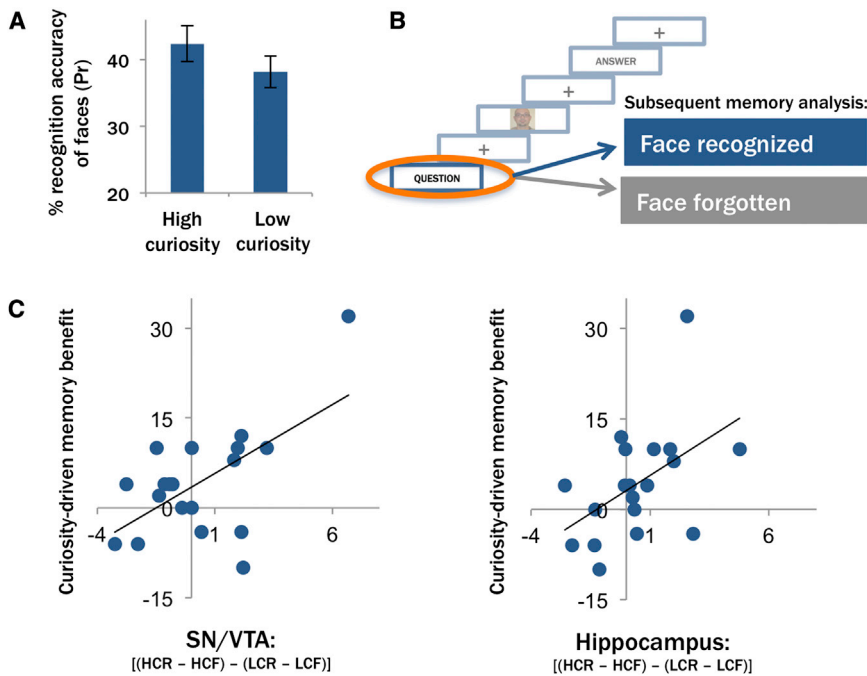 A
% recognition accuracy
of faces (Pr)
40
30
20
High
curiosity
Low
curiosity
B
+
ANSWER
+
+
QUESTION
Subsequent memory analysis:
Face recognized
Face forgotten
C
Curiosity-driven memory benefit
30
15
0
-15
-4
1
6
SN/VTA:
[(HCR – HCF) – (LCR – LCF)]
Curiosity-driven memory benefit
30
15
0
-15
-4
1
6
Hippocampus:
[(HCR – HCF) – (LCR – LCF)]